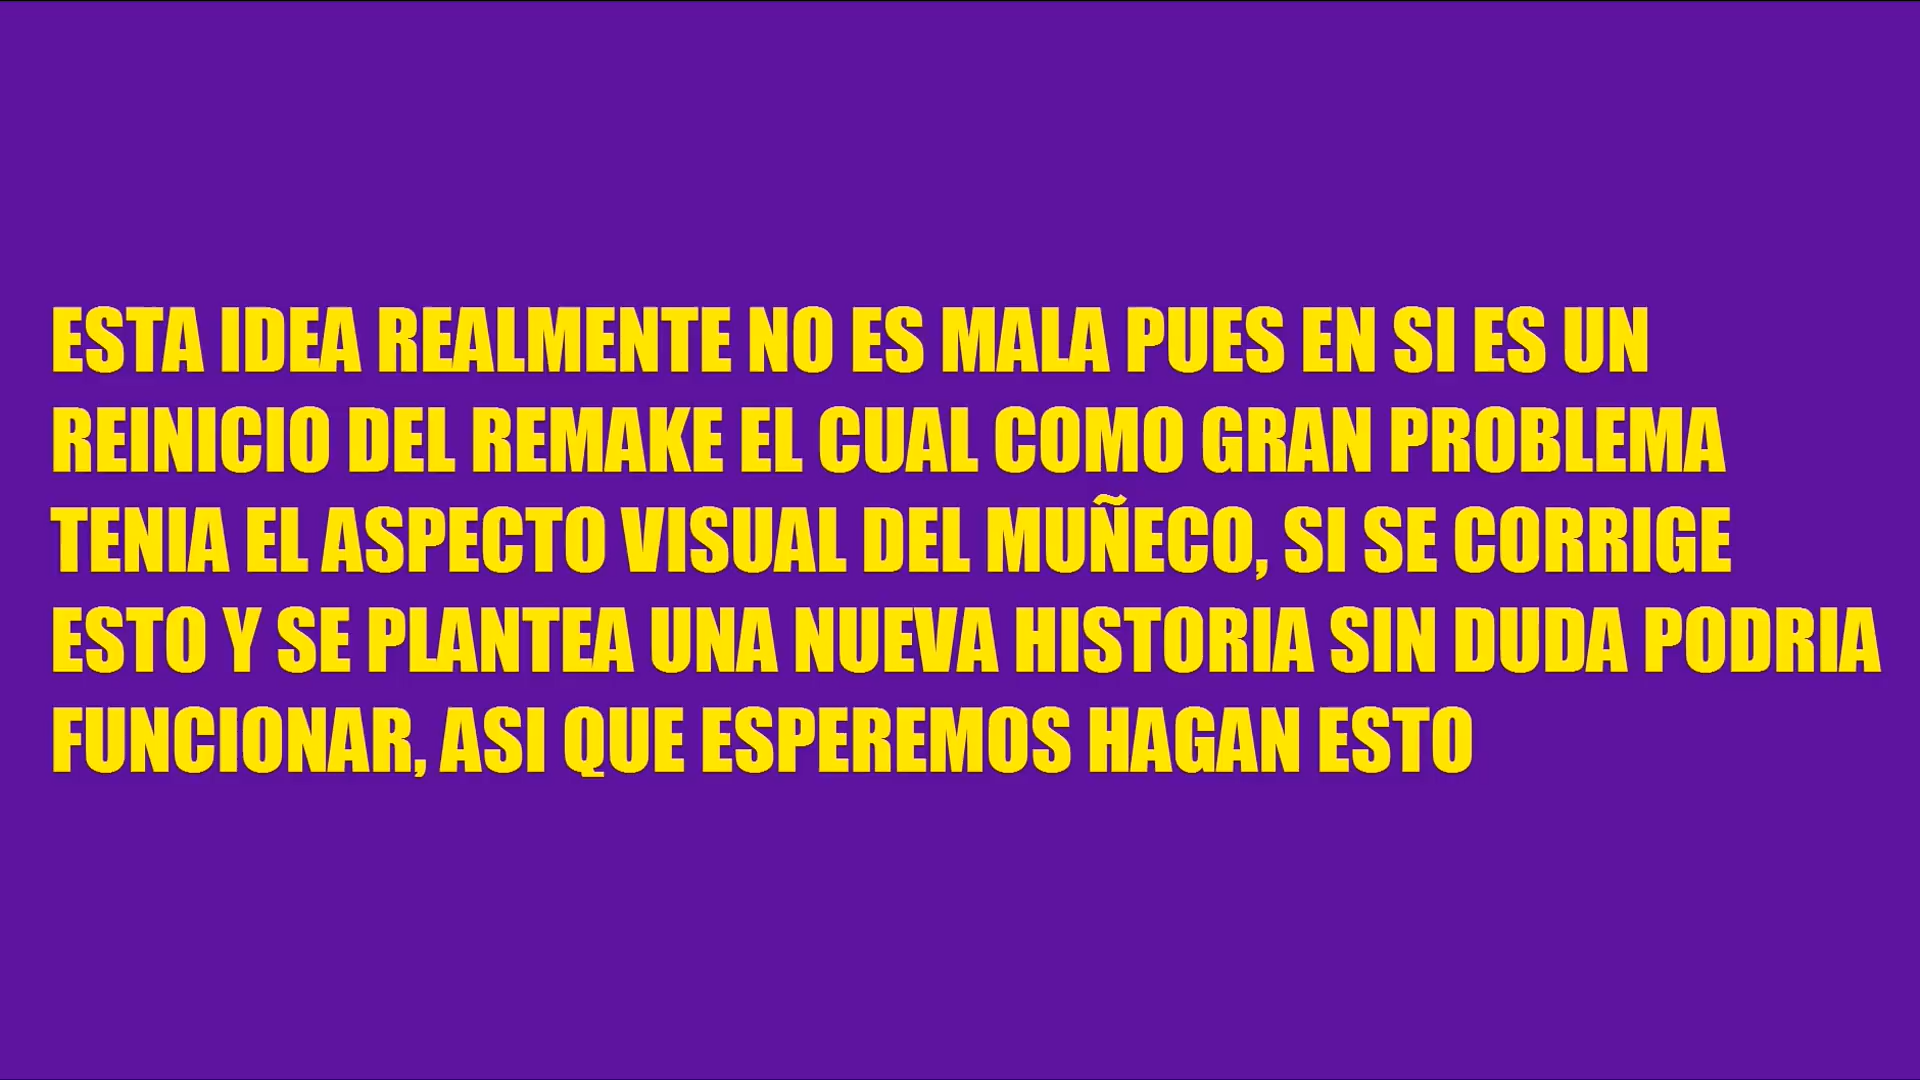 ESTA IDEA REALMENTE NO ES MALA PUES EN SI ES UN
REINICIO DEL REMAKE EL CUAL COMO GRAN PROBLEMA
TENIA EL ASPECTO VISUAL DEL MUÑECO, SI SE CORRIGE
ESTO Y SE PLANTEA UNA NUEVA HISTORIA SIN DUDA PODRIA
FUNCIONAR, ASI QUE ESPEREMOS HAGAN ESTO